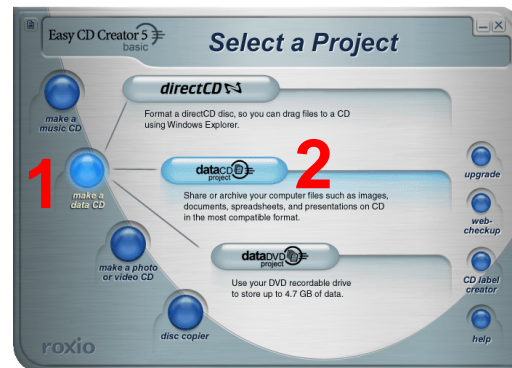 Easy CD Creator 5
basic
Select a Project
make a
music CD
directCD
Format a directCD disc, so you can drag files to a CD
using Windows Explorer.
1
make a
data CD
dataCD
project
2
Share or archive your computer files such as images,
documents, spreadsheets, and presentations on CD
in the most compatible format.
make a photo
or video CD
dataDVD
project
Use your DVD recordable drive
to store up to 4.7 GB of data.
disc copier
upgrade
web-
checkup
CD label
creator
help
roxio